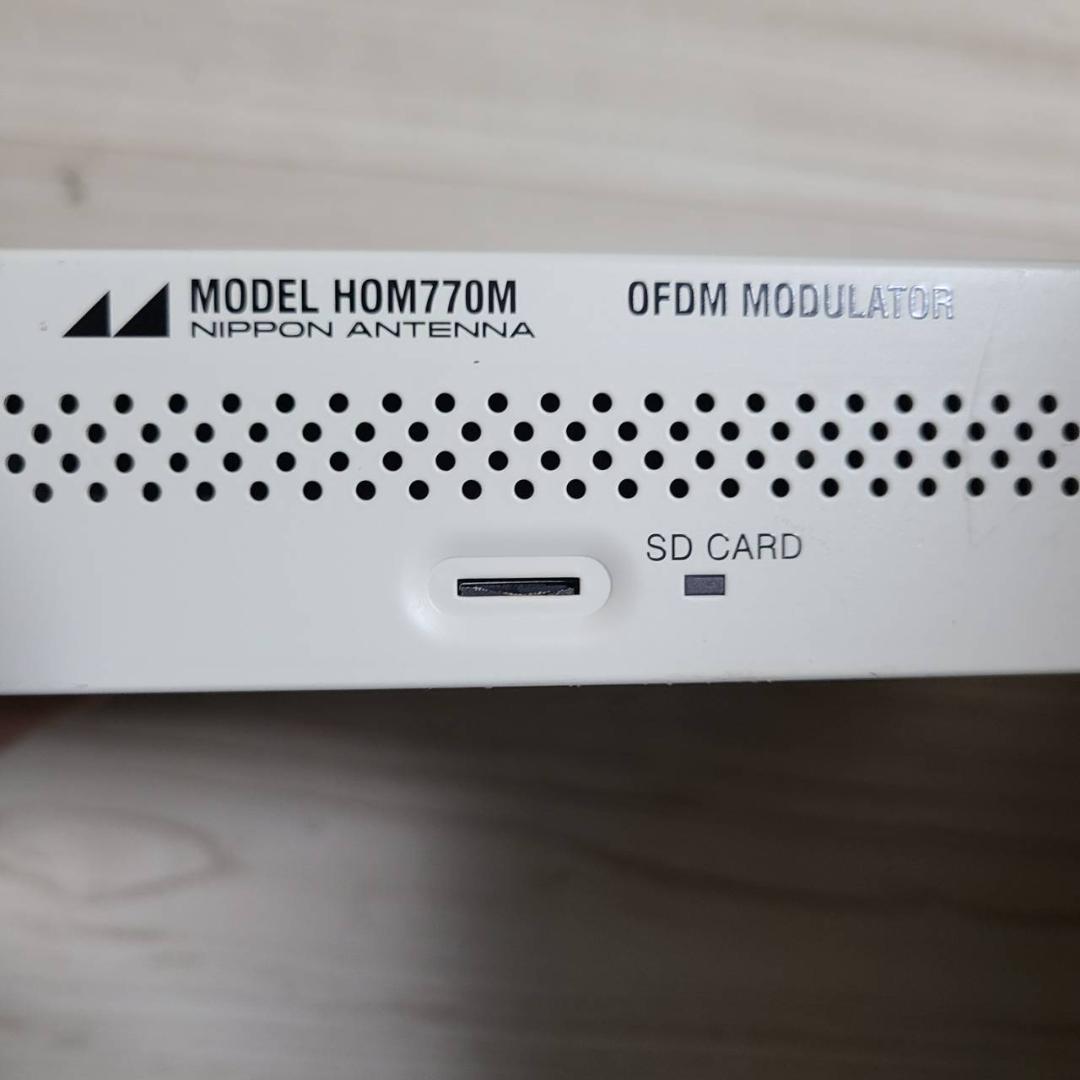 MODEL HOM770M
NIPPON ANTENNA
OFDM MODULATOR
SD CARD